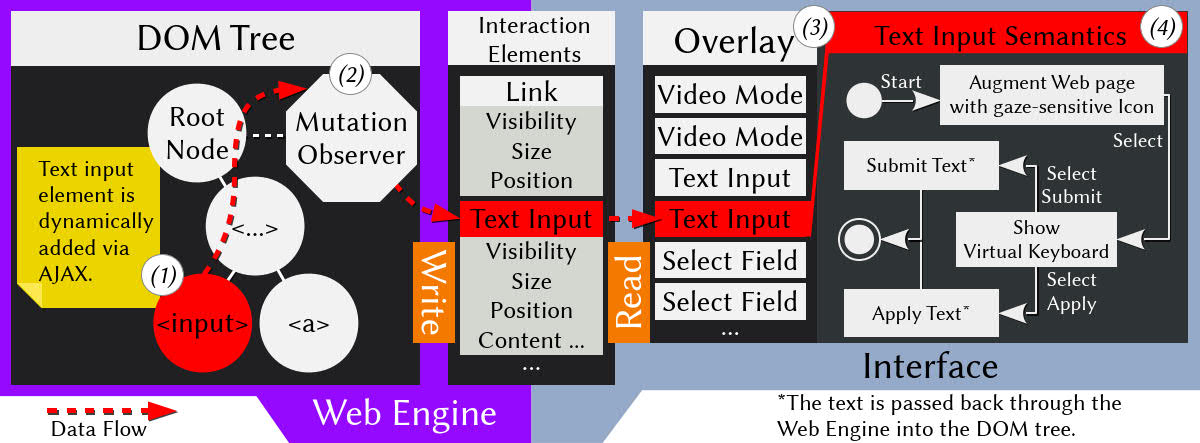 DOM Tree
(2)
Root
Node
Mutation
Observer
Text input
element is
dynamically
added via
AJAX.
<...>
(1)
<input>
<a>
Data Flow
Web Engine
Write
Interaction
Elements
Link
Visibility
Size
Position
Text Input
Visibility
Size
Position
Content ...
...
Read
Overlay
(3)
Video Mode
Video Mode
Text Input
Text Input
Select Field
Select Field
...
Text Input Semantics
(4)
Start
Augment Web page
with gaze-sensitive Icon
Select
Submit Text*
Select
Submit
Show
Virtual Keyboard
Select
Apply
Apply Text*
Interface
*The text is passed back through the
Web Engine into the DOM tree.